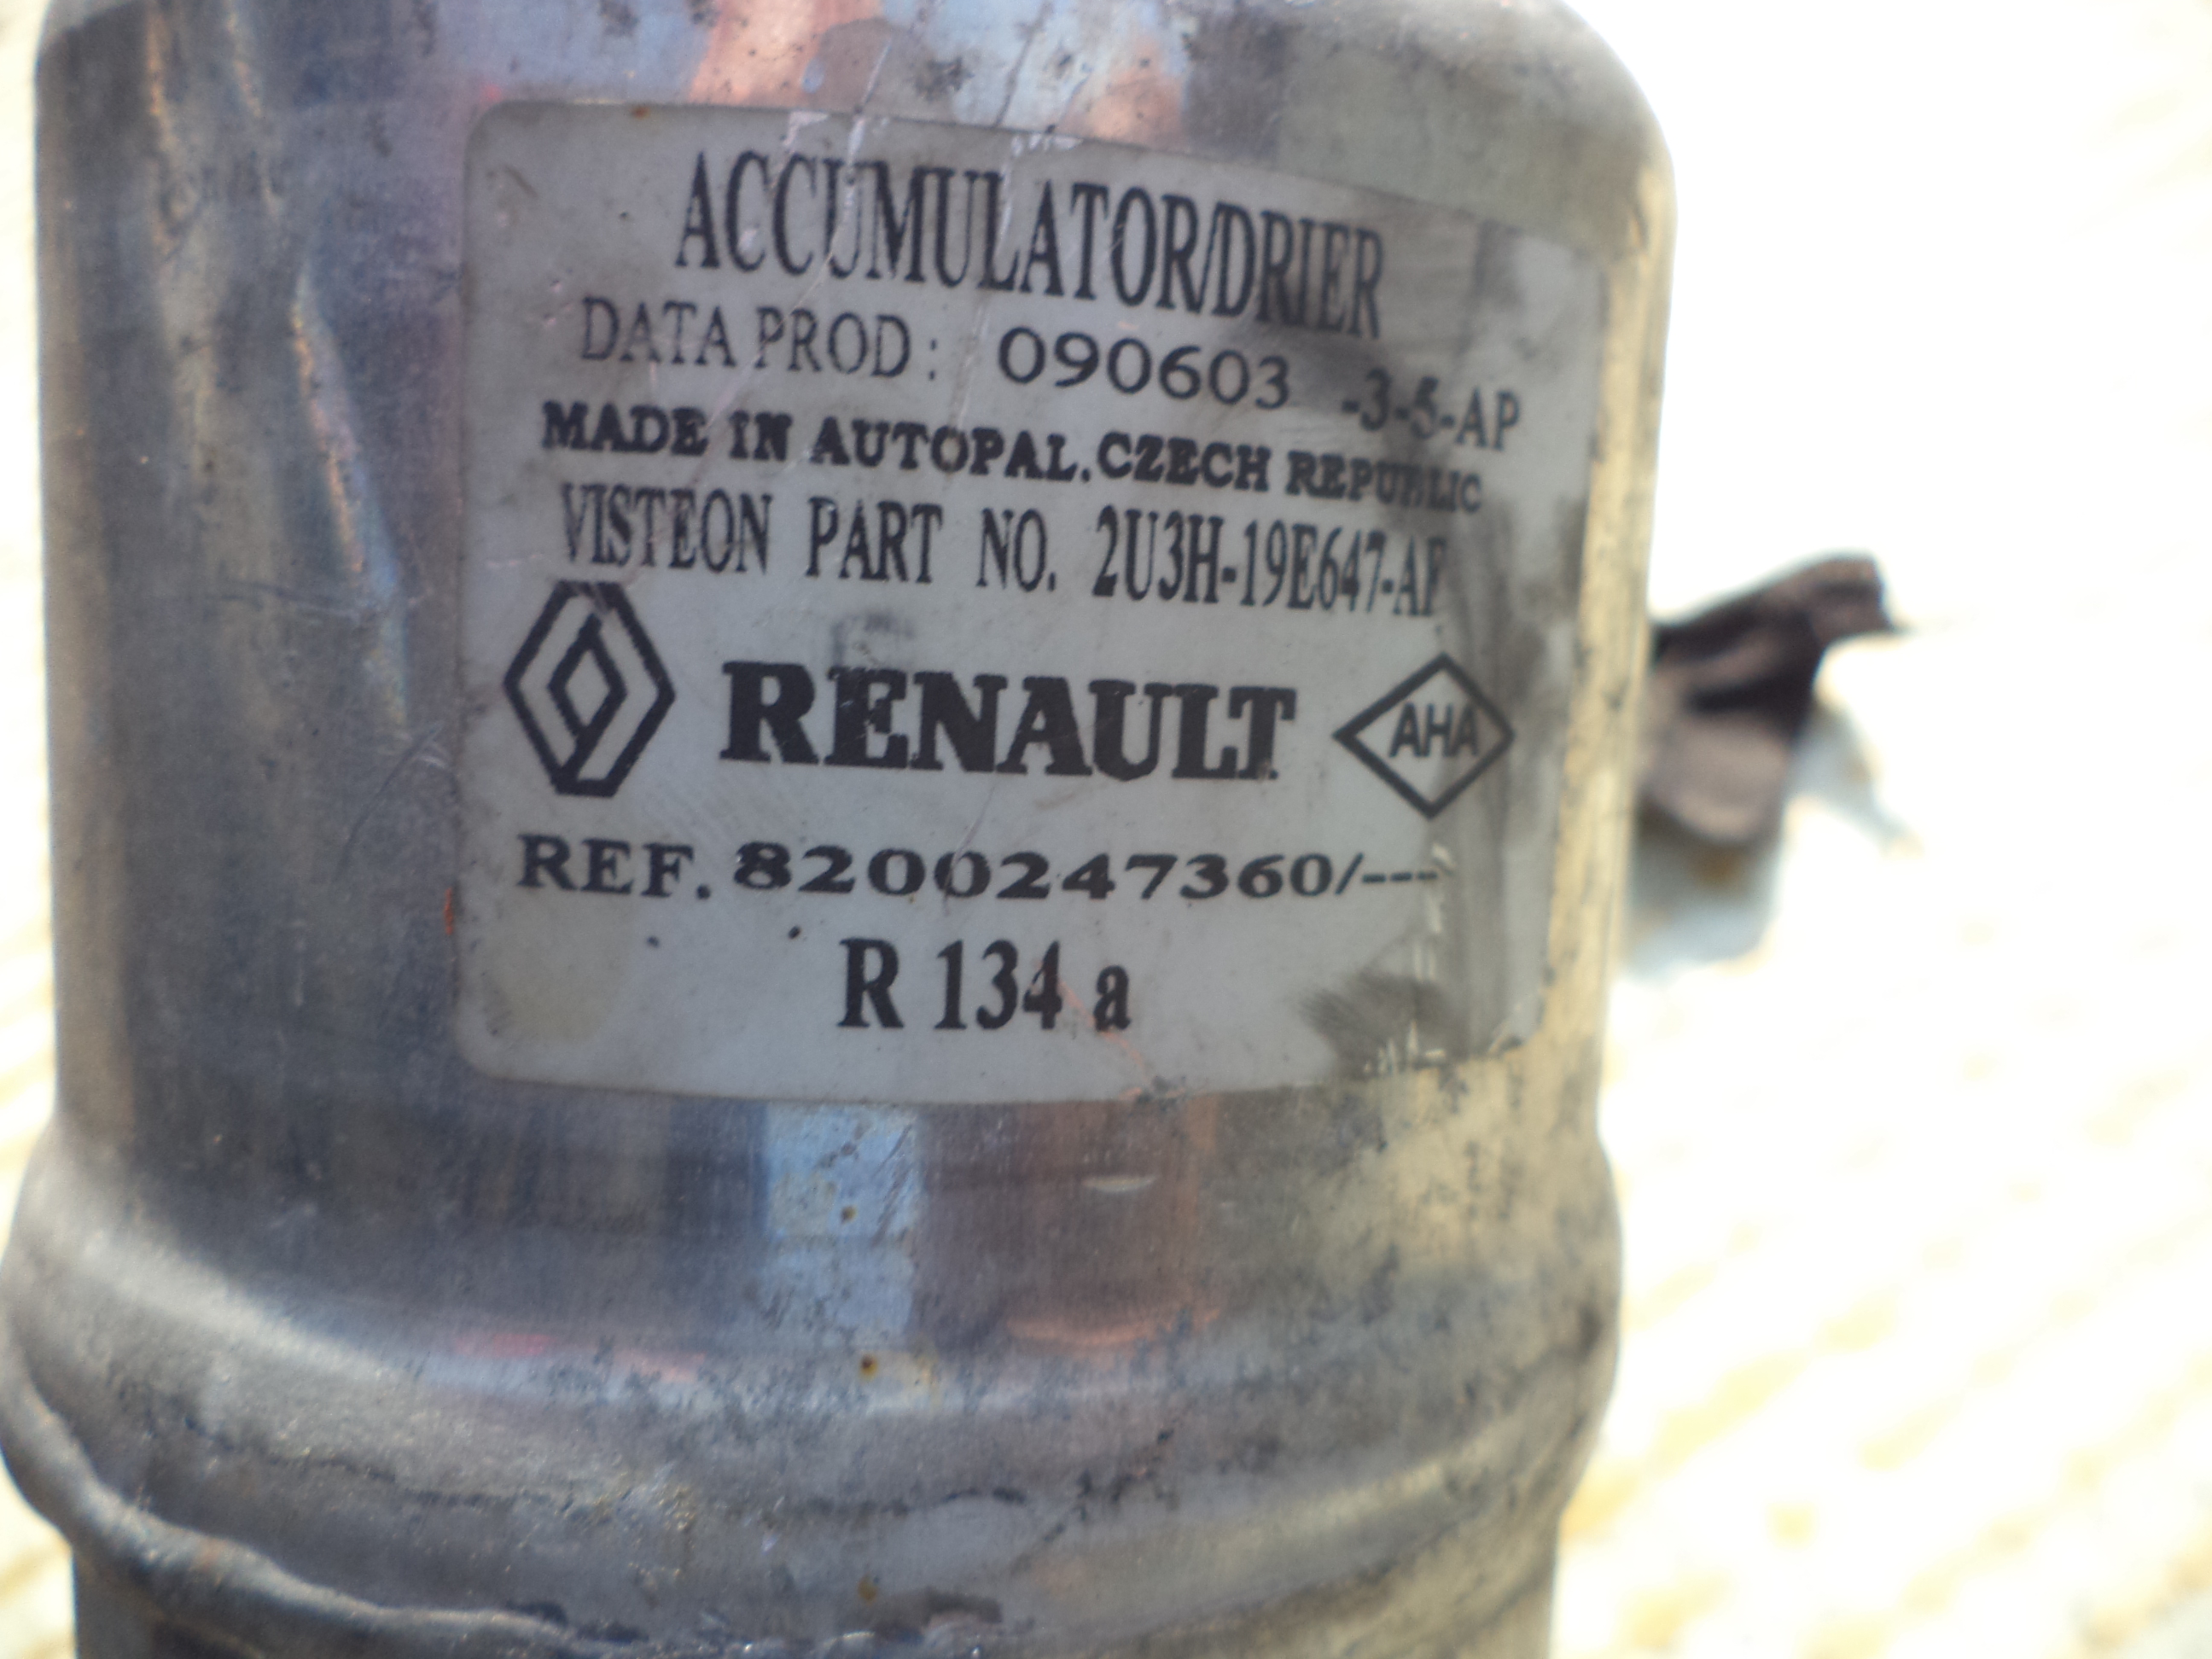 ACCUMULATOR/DRIER
DATA PROD: 090603 -3-5-AP
MADE IN AUTOPAL.CZECH REPUBLIC
VISTEON PART NO. 2U3H-19E647-AF
RENAULT AHA
REF. 8200247360/---
R 134 a